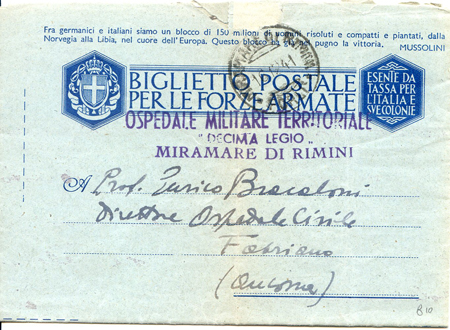 Fra germanici e italiani siamo un blocco di 150 milioni di uomini risoluti e compatti e piantati, dalla
Norvegia alla Libia, nel cuore dell'Europa. Questo blocco ha già nel pugno la vittoria. MUSSOLINI
BIGLIETTO POSTALE
PER LE FORZE ARMATE
ESENTE DA
TASSA PER
L'ITALIA E
SVE COLONIE
OSPEDALE MILITARE TERRITORIALE
"DECIMA LEGIO"
MIRAMARE DI RIMINI
A Prof. Enrico Bracaloni
Direttore Ospedale Civile
Fabriano
(Ancona)
B10